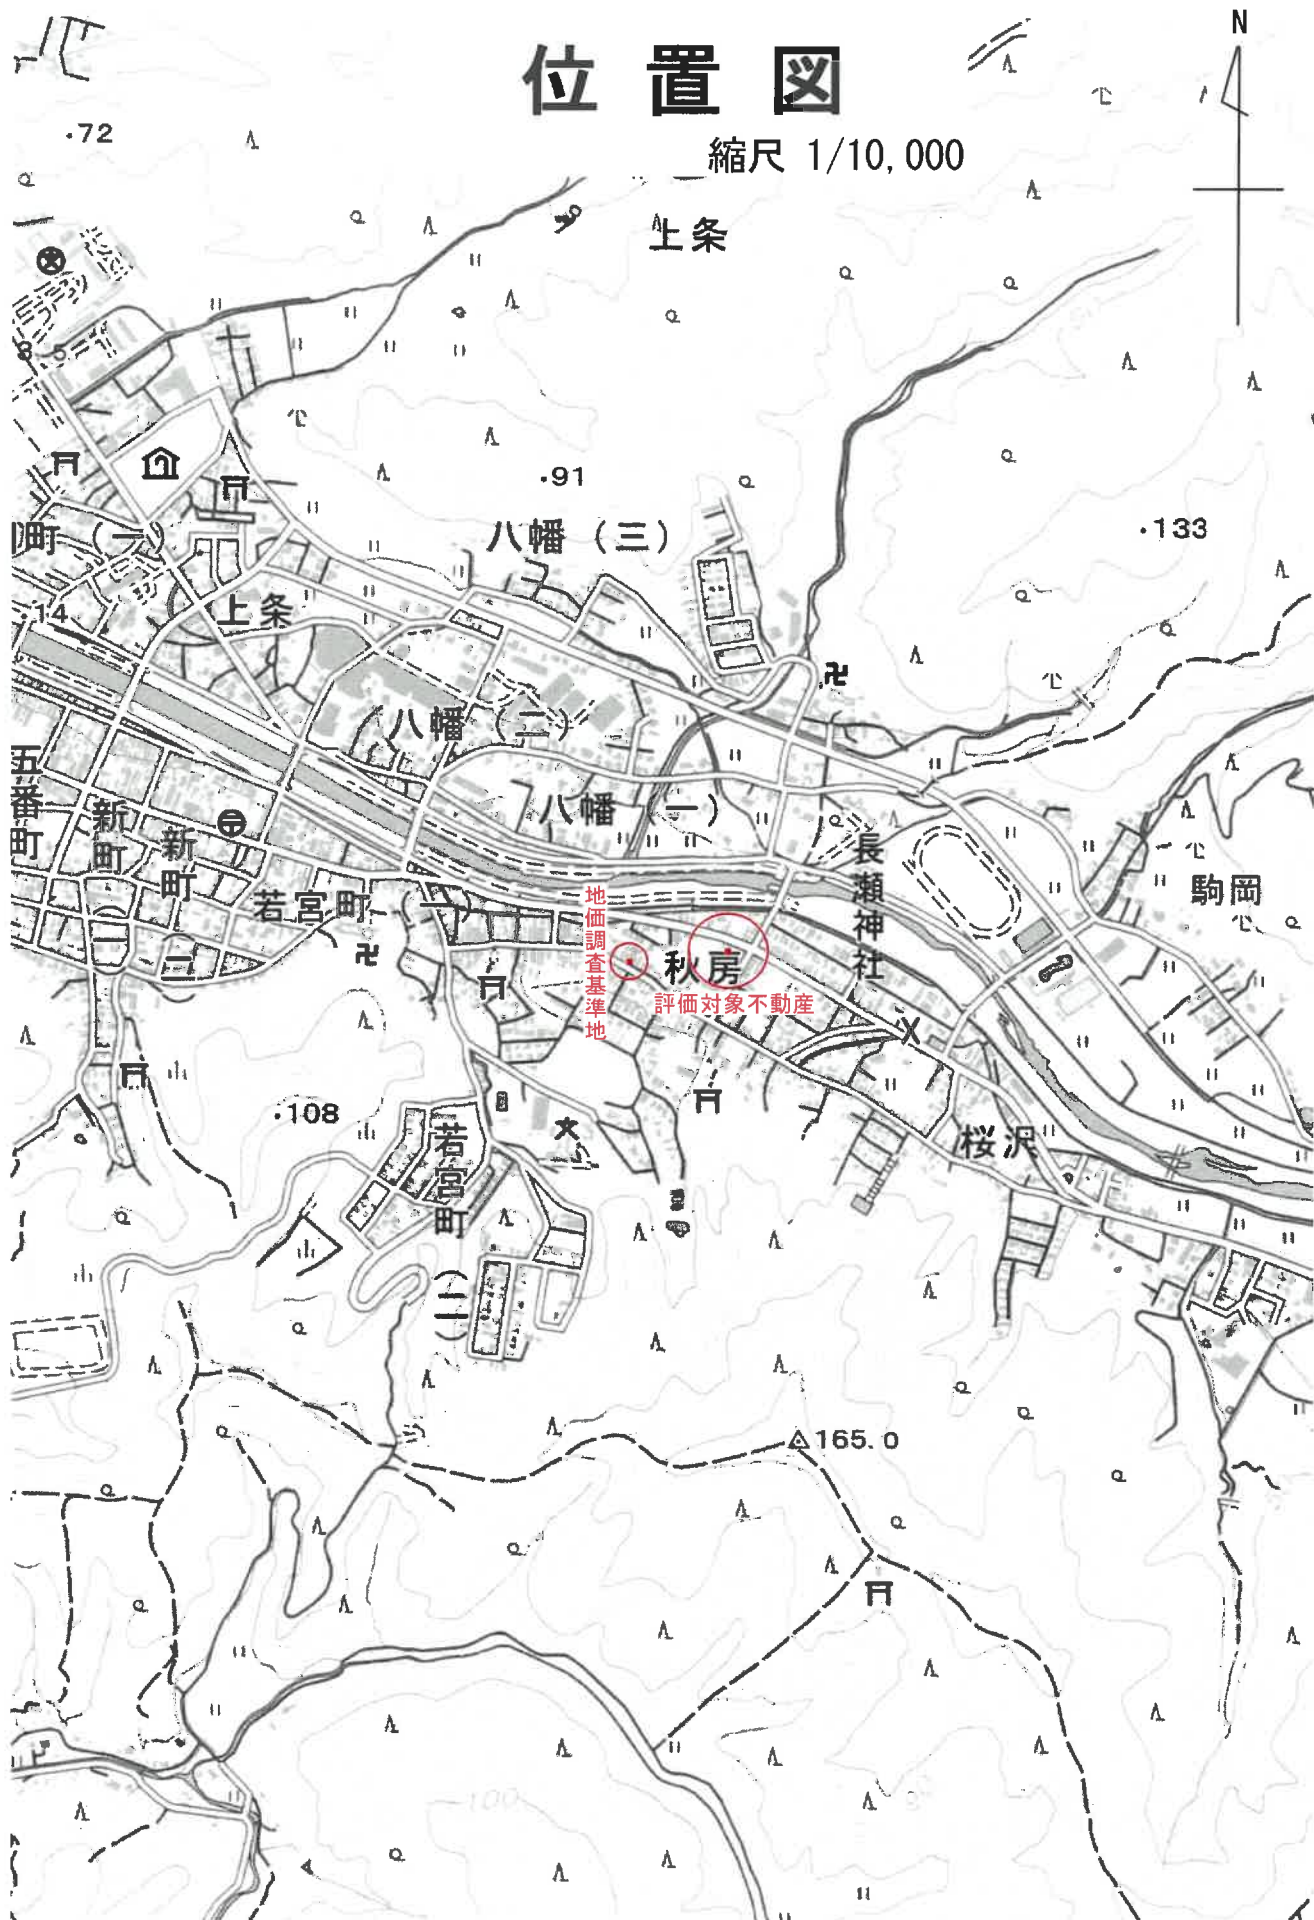 位置図
縮尺 1/10,000
N
・72
上条
・91
八幡(三)
・133
町(一)
14
上条
八幡(二)
八幡(一)
五番町
新町
新町
(二)
若宮町(一)
長瀬神社
駒岡
地価調査基準地
秋房
評価対象不動産
・108
若宮町(二)
桜沢
165.0
100